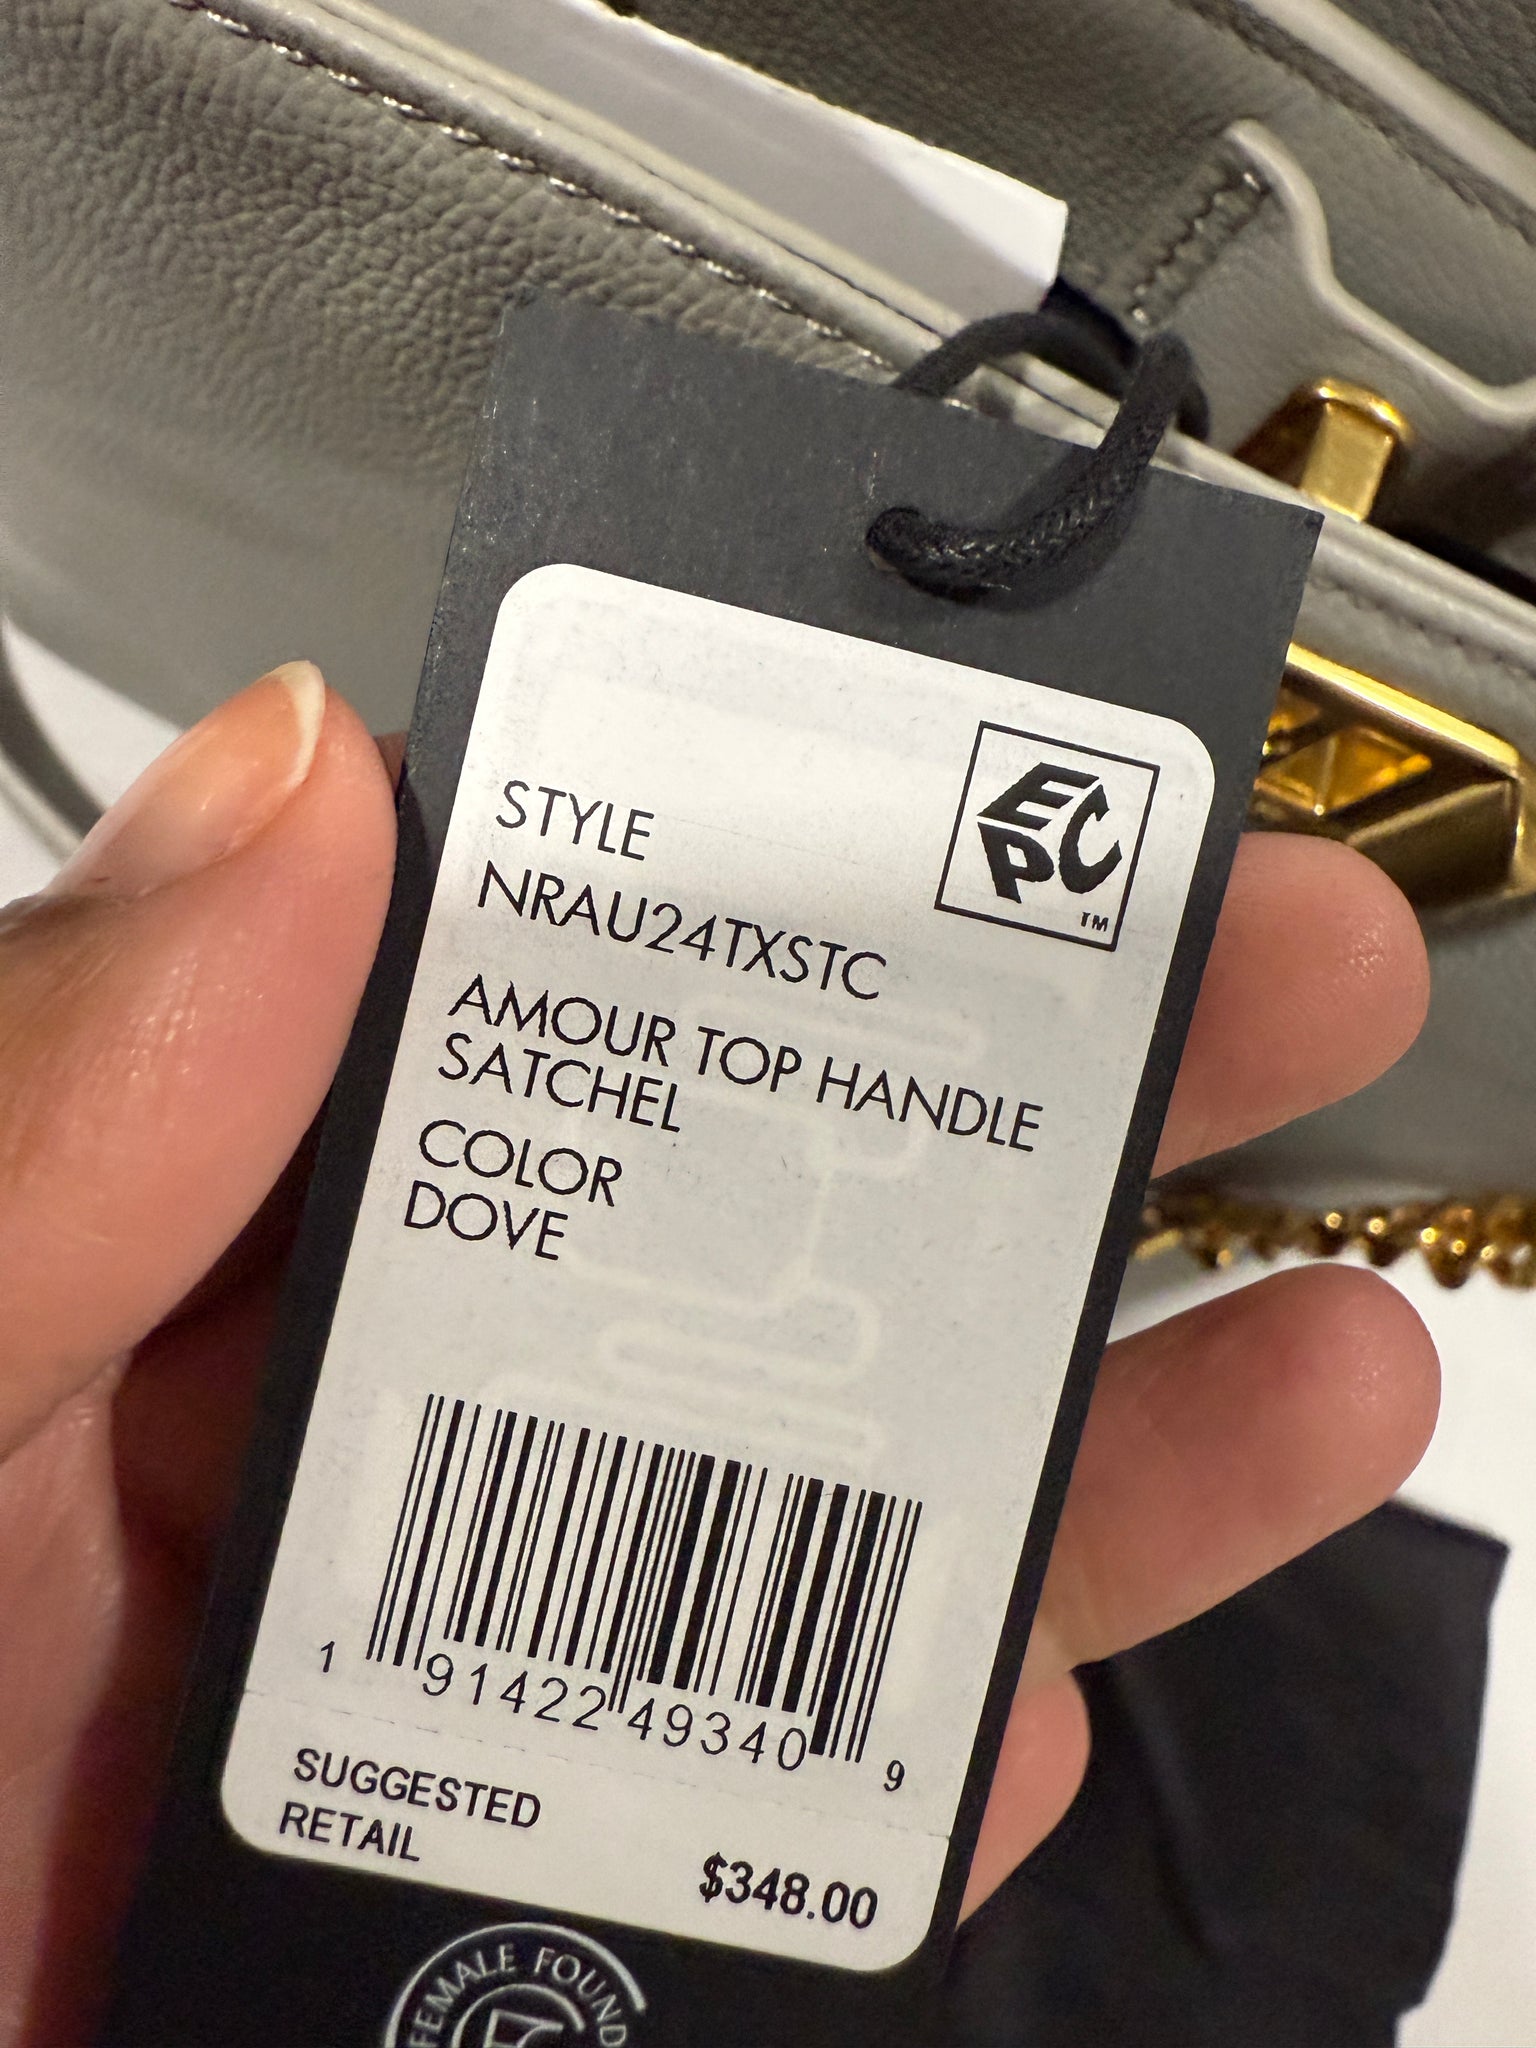 EPC
TM
STYLE
NRAU24TXSTC
AMOUR TOP HANDLE
SATCHEL
COLOR
DOVE
1 91422 49340 9
SUGGESTED
RETAIL
$348.00
FEMALE FOUND